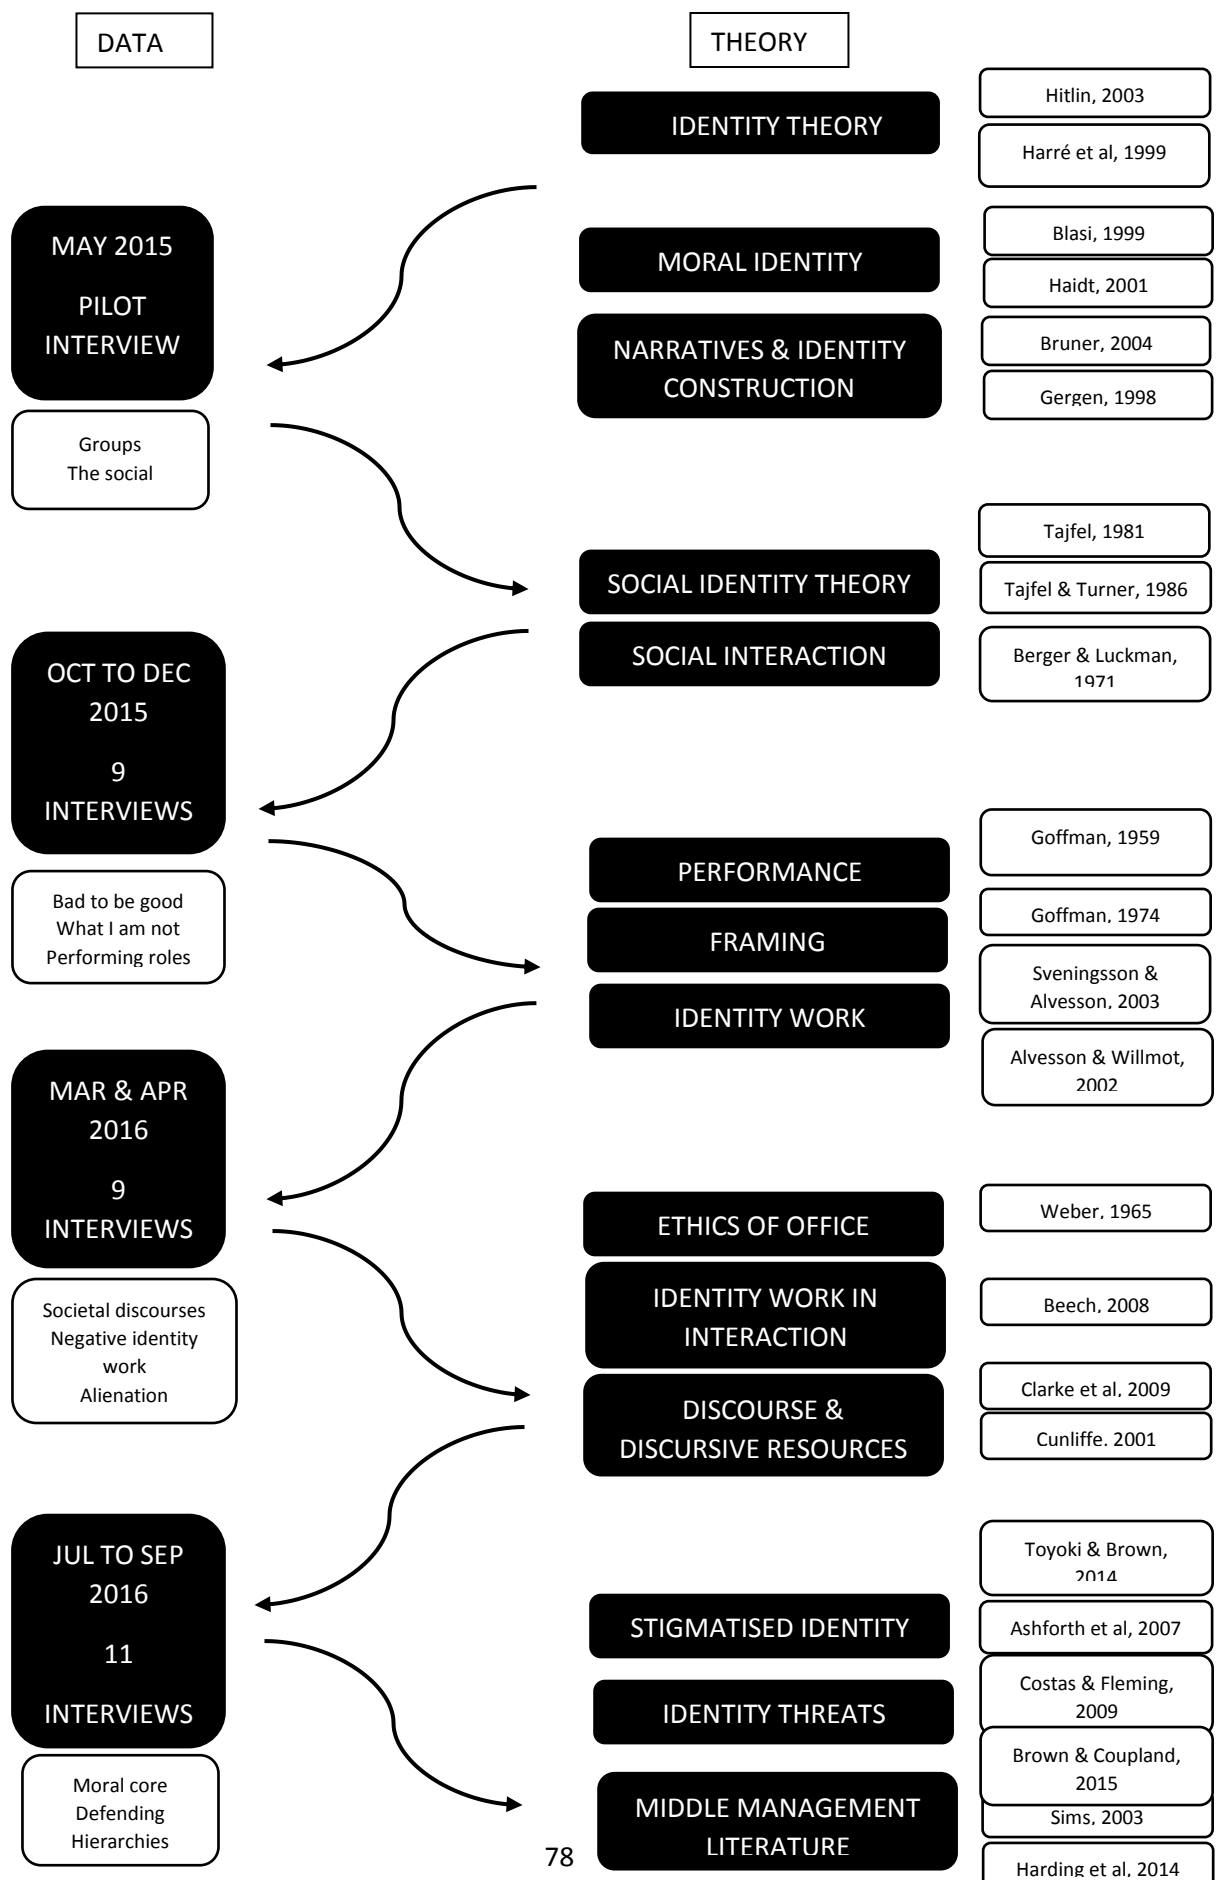 DATA
THEORY
IDENTITY THEORY
Hitlin, 2003
Harré et al, 1999
MAY 2015
PILOT
INTERVIEW
MORAL IDENTITY
Blasi, 1999
Haidt, 2001
NARRATIVES & IDENTITY
CONSTRUCTION
Bruner, 2004
Gergen, 1998
Groups
The social
SOCIAL IDENTITY THEORY
SOCIAL INTERACTION
Tajfel, 1981
Tajfel & Turner, 1986
Berger & Luckman,
1971
OCT TO DEC
2015
9
INTERVIEWS
Bad to be good
What I am not
Performing roles
PERFORMANCE
FRAMING
IDENTITY WORK
Goffman, 1959
Goffman, 1974
Sveningsson &
Alvesson, 2003
Alvesson & Willmot,
2002
MAR & APR
2016
9
INTERVIEWS
Societal discourses
Negative identity
work
Alienation
ETHICS OF OFFICE
IDENTITY WORK IN
INTERACTION
DISCOURSE &
DISCURSIVE RESOURCES
Weber, 1965
Beech, 2008
Clarke et al, 2009
Cunliffe, 2001
JUL TO SEP
2016
11
INTERVIEWS
Moral core
Defending
Hierarchies
STIGMATISED IDENTITY
IDENTITY THREATS
MIDDLE MANAGEMENT
LITERATURE
Toyoki & Brown,
2014
Ashforth et al, 2007
Costas & Fleming,
2009
Brown & Coupland,
2015
Sims, 2003
Harding et al, 2014
78